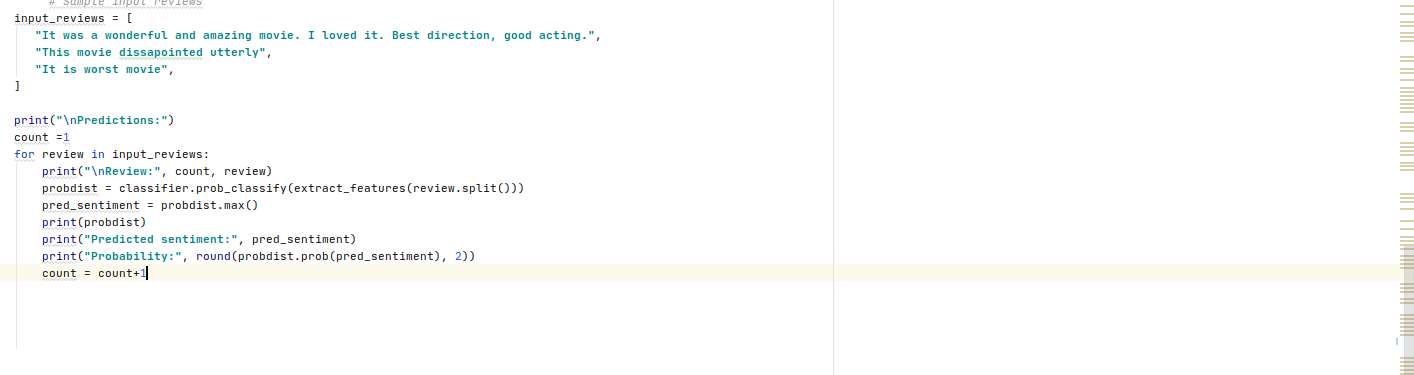 # Sample input reviews
input_reviews = [
"It was a wonderful and amazing movie. I loved it. Best direction, good acting.",
"This movie dissapointed utterly",
"It is worst movie",
]
print("\nPredictions:")
count =1
for review in input_reviews:
print("\nReview:", count, review)
probdist = classifier.prob_classify(extract_features(review.split()))
pred_sentiment = probdist.max()
print(probdist)
print("Predicted sentiment:", pred_sentiment)
print("Probability:", round(probdist.prob(pred_sentiment), 2))
count = count+1